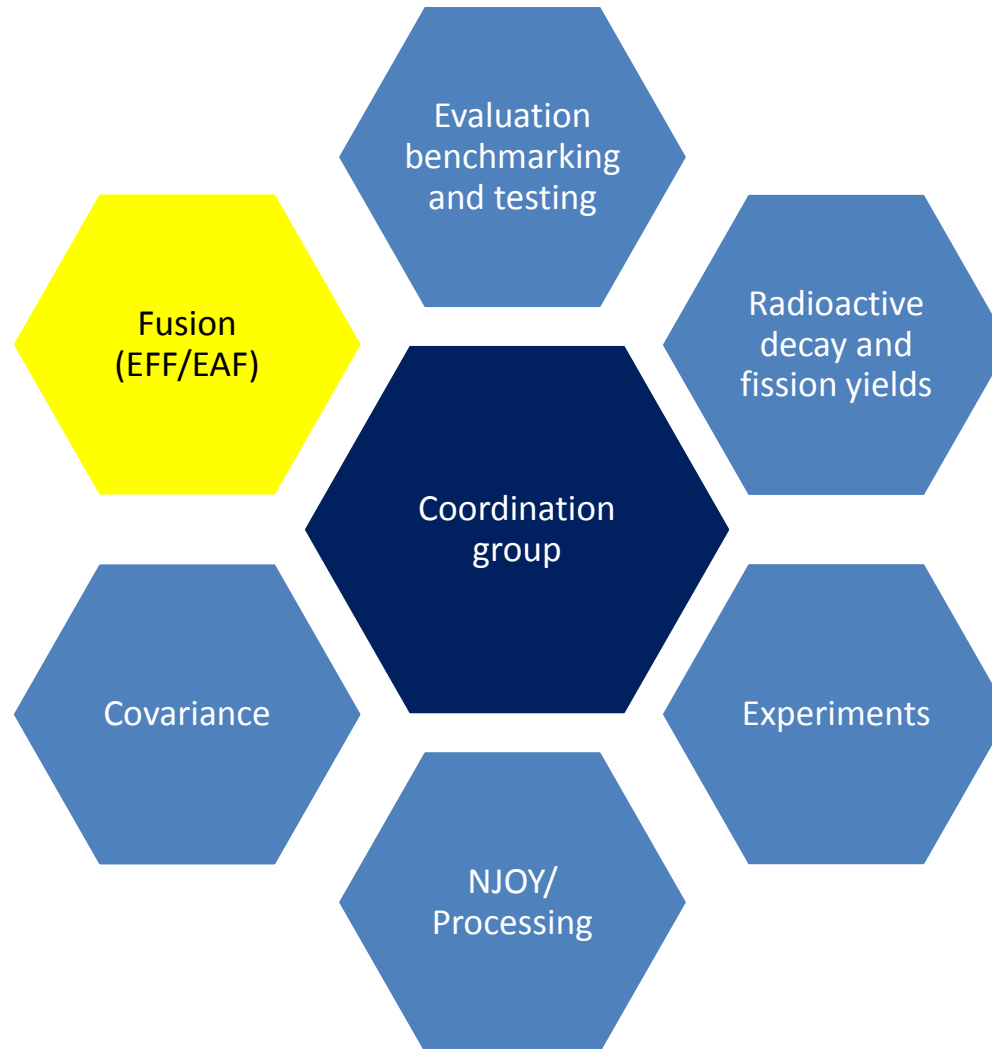 Evaluation
benchmarking
and testing
Fusion
(EFF/EAF)
Radioactive
decay and
fission yields
Coordination
group
Covariance
Experiments
NJOY/
Processing